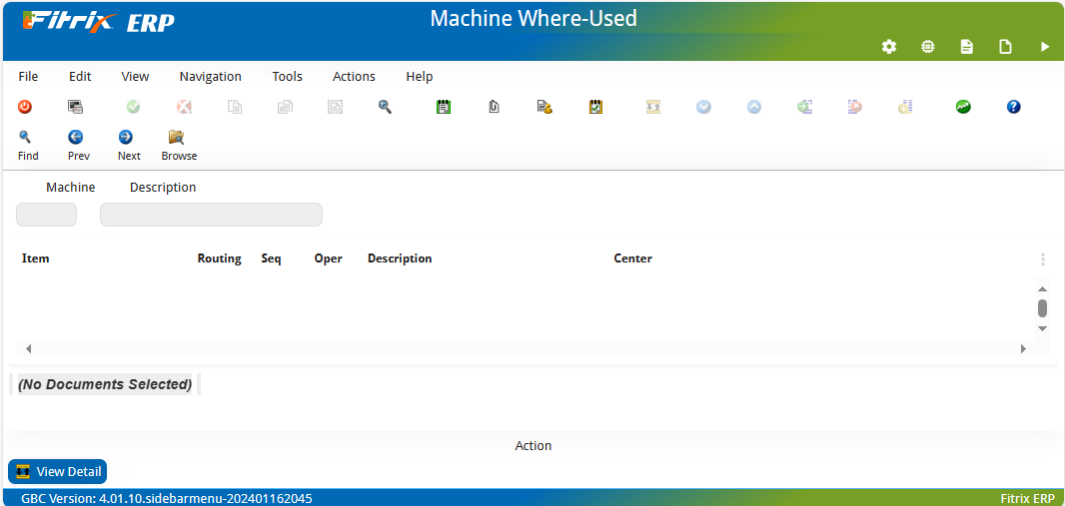 Fitrix ERP
Machine Where-Used
File Edit View Navigation Tools Actions Help
Find Prev Next Browse
Machine Description
Item Routing Seq Oper Description Center
(No Documents Selected)
Action
View Detail
GBC Version: 4.01.10.sidebarmenu-202401162045 Fitrix ERP